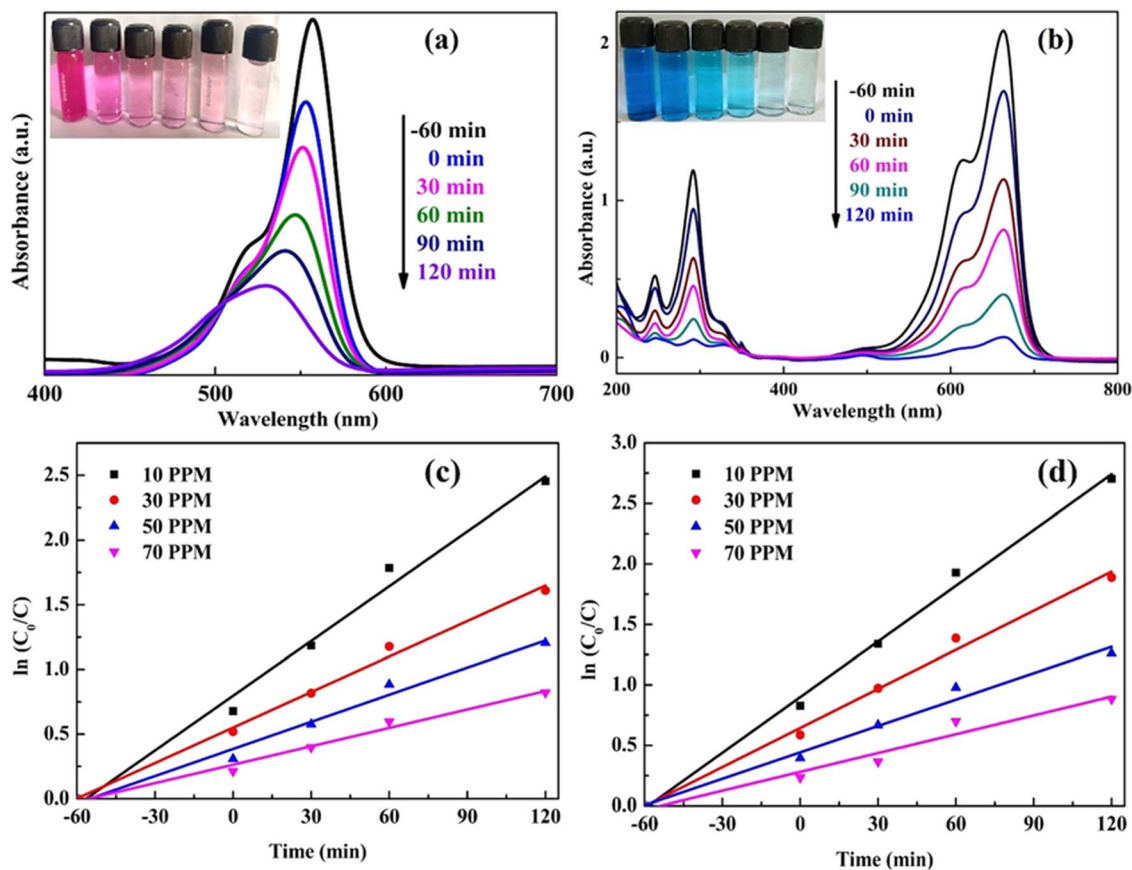 (a)
-60 min
0 min
30 min
60 min
90 min
120 min
Absorbance (a.u.)
400
500
600
700
Wavelength (nm)
(b)
-60 min
0 min
30 min
60 min
90 min
120 min
Absorbance (a.u.)
2
1
0
200
400
600
800
Wavelength (nm)
(c)
10 PPM
30 PPM
50 PPM
70 PPM
ln (C0/C)
2.5
2.0
1.5
1.0
0.5
0.0
-60
-30
0
30
60
90
120
Time (min)
(d)
10 PPM
30 PPM
50 PPM
70 PPM
ln (C0/C)
3.0
2.5
2.0
1.5
1.0
0.5
0.0
-60
-30
0
30
60
90
120
Time (min)